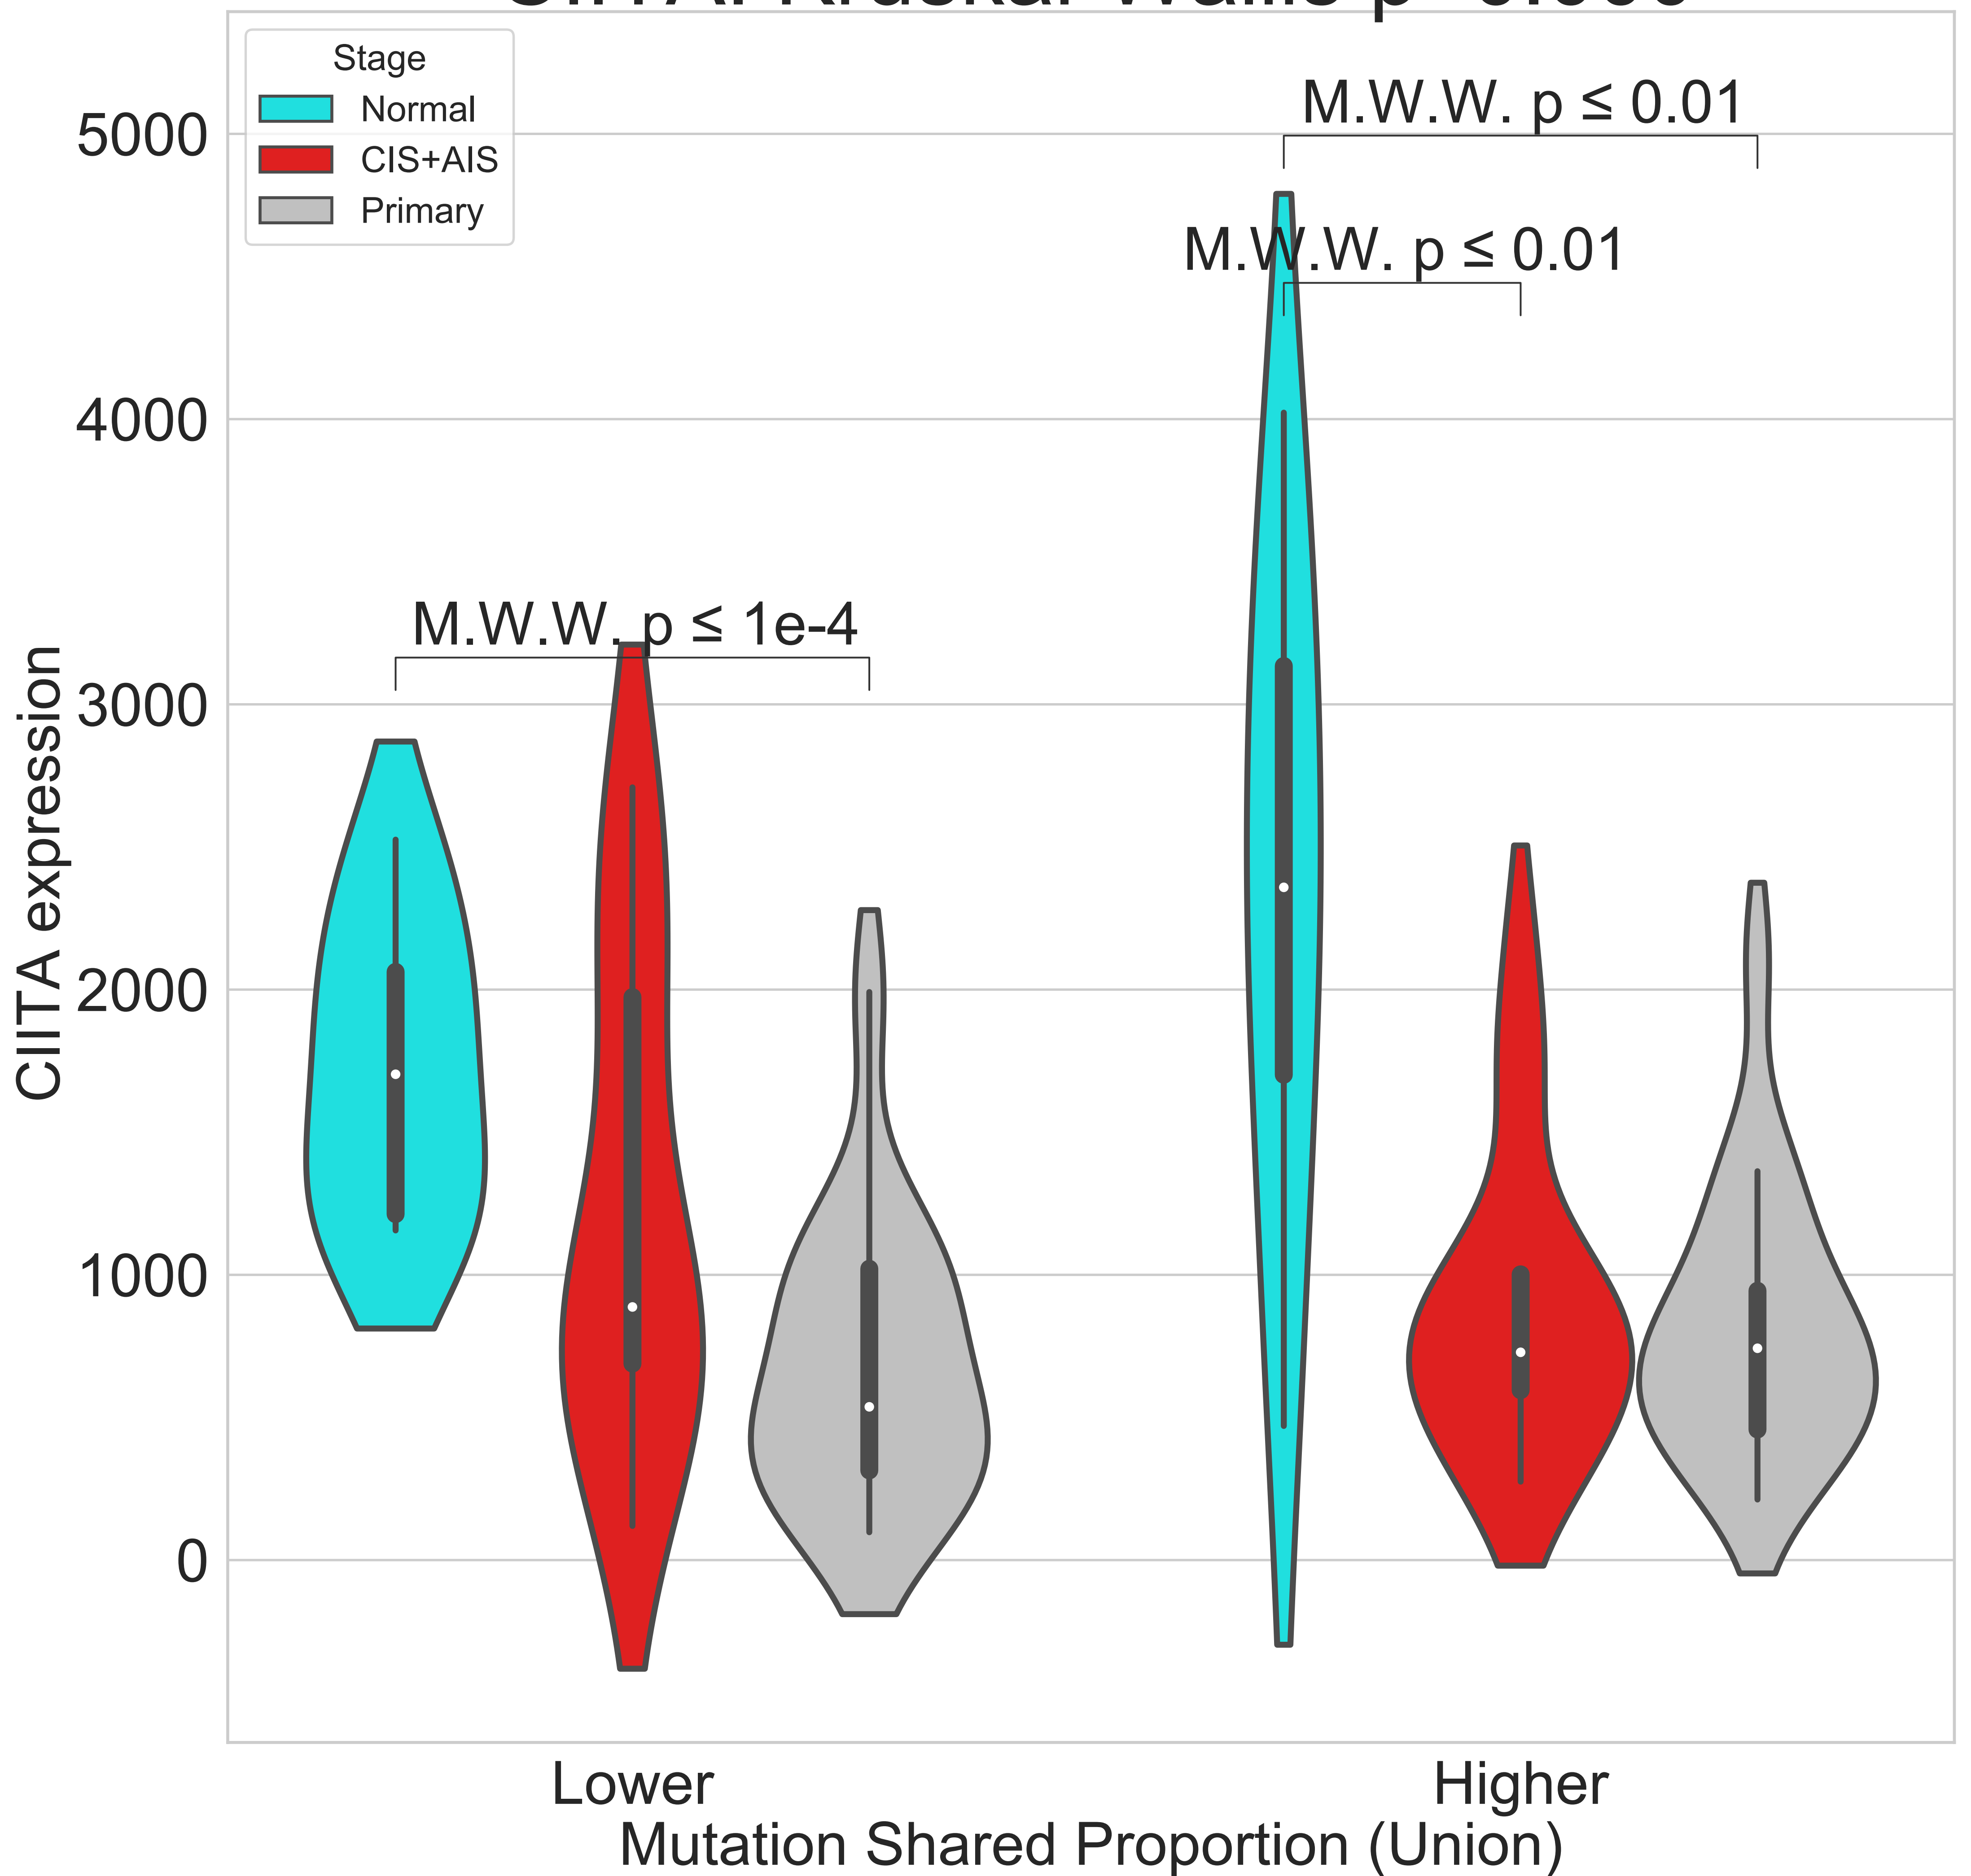 Stage
Normal
CIS+AIS
Primary
M.W.W. p ≤ 0.01
M.W.W. p ≤ 0.01
M.W.W. p ≤ 1e-4
5000
4000
3000
2000
1000
0
CIITA expression
Lower
Higher
Mutation Shared Proportion (Union)